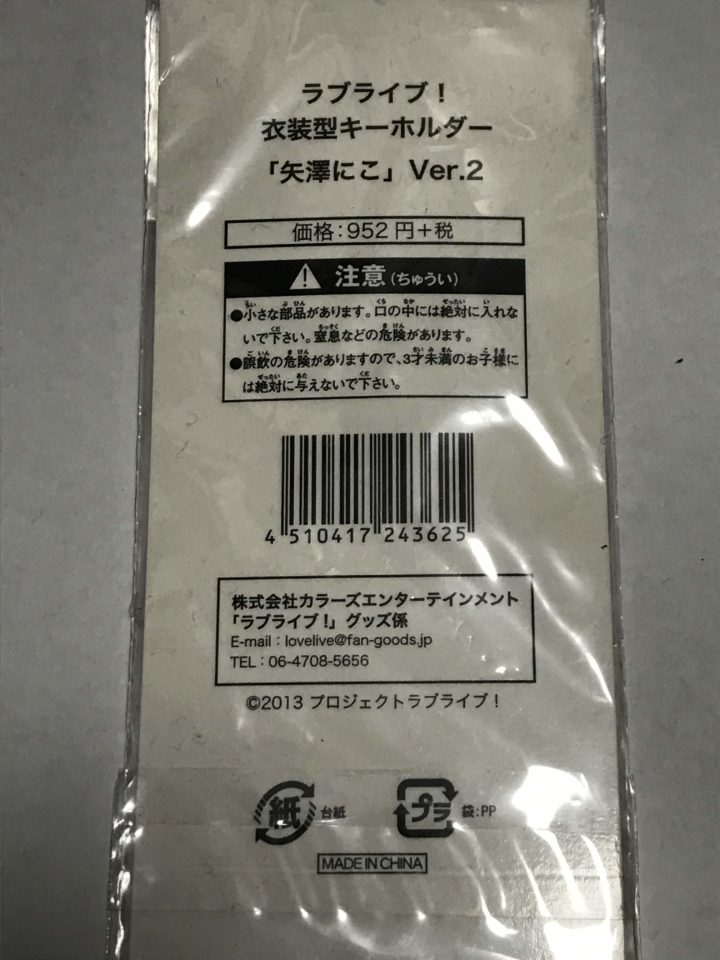 ラブライブ！
衣装型キーホルダー
「矢澤にこ」Ver.2
価格：952円+税
注意（ちゅうい）
●小さな部品があります。口の中には絶対に入れな
いで下さい。窒息などの危険があります。
●誤飲の危険がありますので、3才未満のお子様に
は絶対に与えないで下さい。
4 510417 243625
株式会社カラーズエンターテインメント
「ラブライブ！」グッズ係
E-mail：lovelive@fan-goods.jp
TEL：06-4708-5656
©2013 プロジェクトラブライブ！
紙 台紙 プラ 袋：PP
MADE IN CHINA